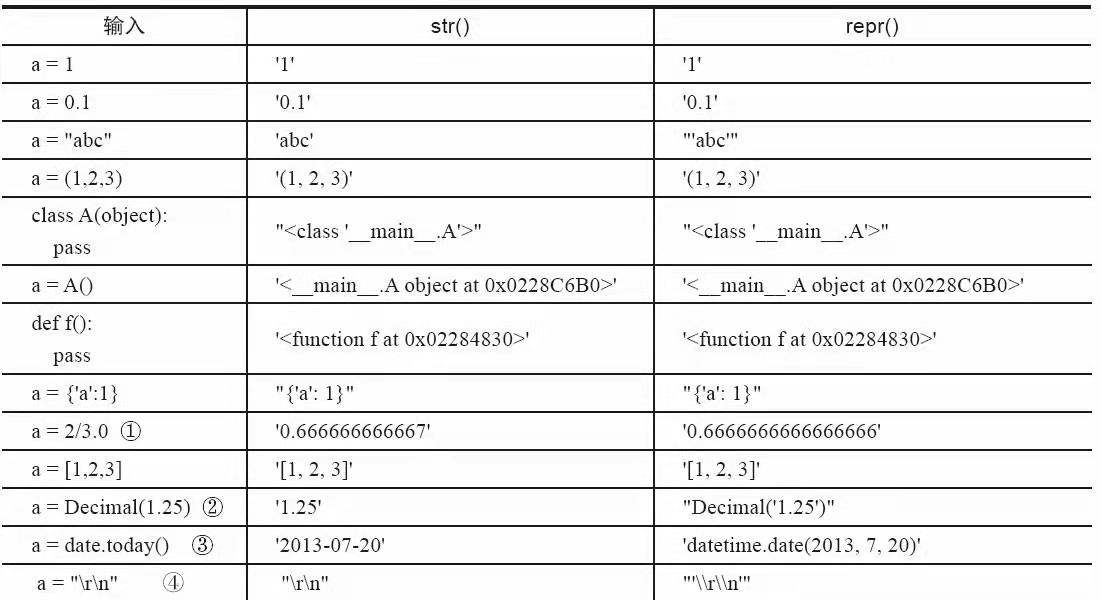 输入 str() repr()
a = 1 '1' '1'
a = 0.1 '0.1' '0.1'
a = "abc" 'abc' "'abc'"
a = (1,2,3) '(1, 2, 3)' '(1, 2, 3)'
class A(object):
pass
"<class '__main__.A'>" "<class '__main__.A'>"
a = A() '<__main__.A object at 0x0228C6B0>' '<__main__.A object at 0x0228C6B0>'
def f():
pass
'<function f at 0x02284830>' '<function f at 0x02284830>'
a = {'a':1} "{'a': 1}" "{'a': 1}"
a = 2/3.0 ① '0.666666666667' '0.6666666666666666'
a = [1,2,3] '[1, 2, 3]' '[1, 2, 3]'
a = Decimal(1.25) ② '1.25' "Decimal('1.25')"
a = date.today() ③ '2013-07-20' 'datetime.date(2013, 7, 20)'
a = "\r\n" ④ "\r\n" "'\\r\\n'"